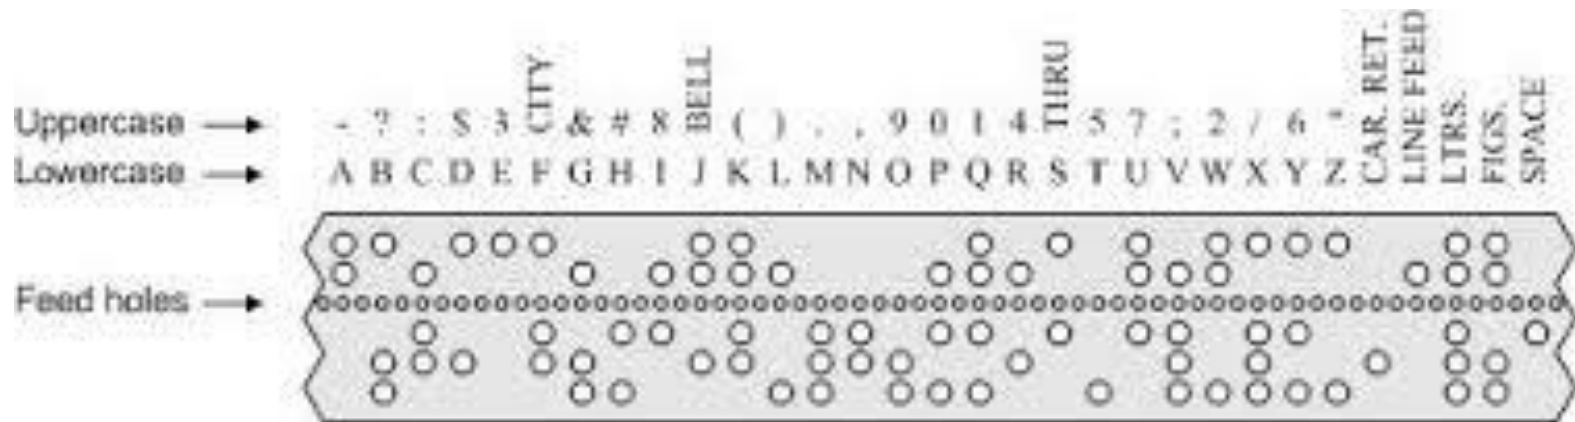 Uppercase - ? : $ 3 CITY & # 8 BELL ( ) . , 9 0 1 4 THRU 5 7 ; 2 / 6 " CAR. RET. LINE FEED LTRS. FIGS. SPACE
Lowercase A B C D E F G H I J K L M N O P Q R S T U V W X Y Z
Feed holes